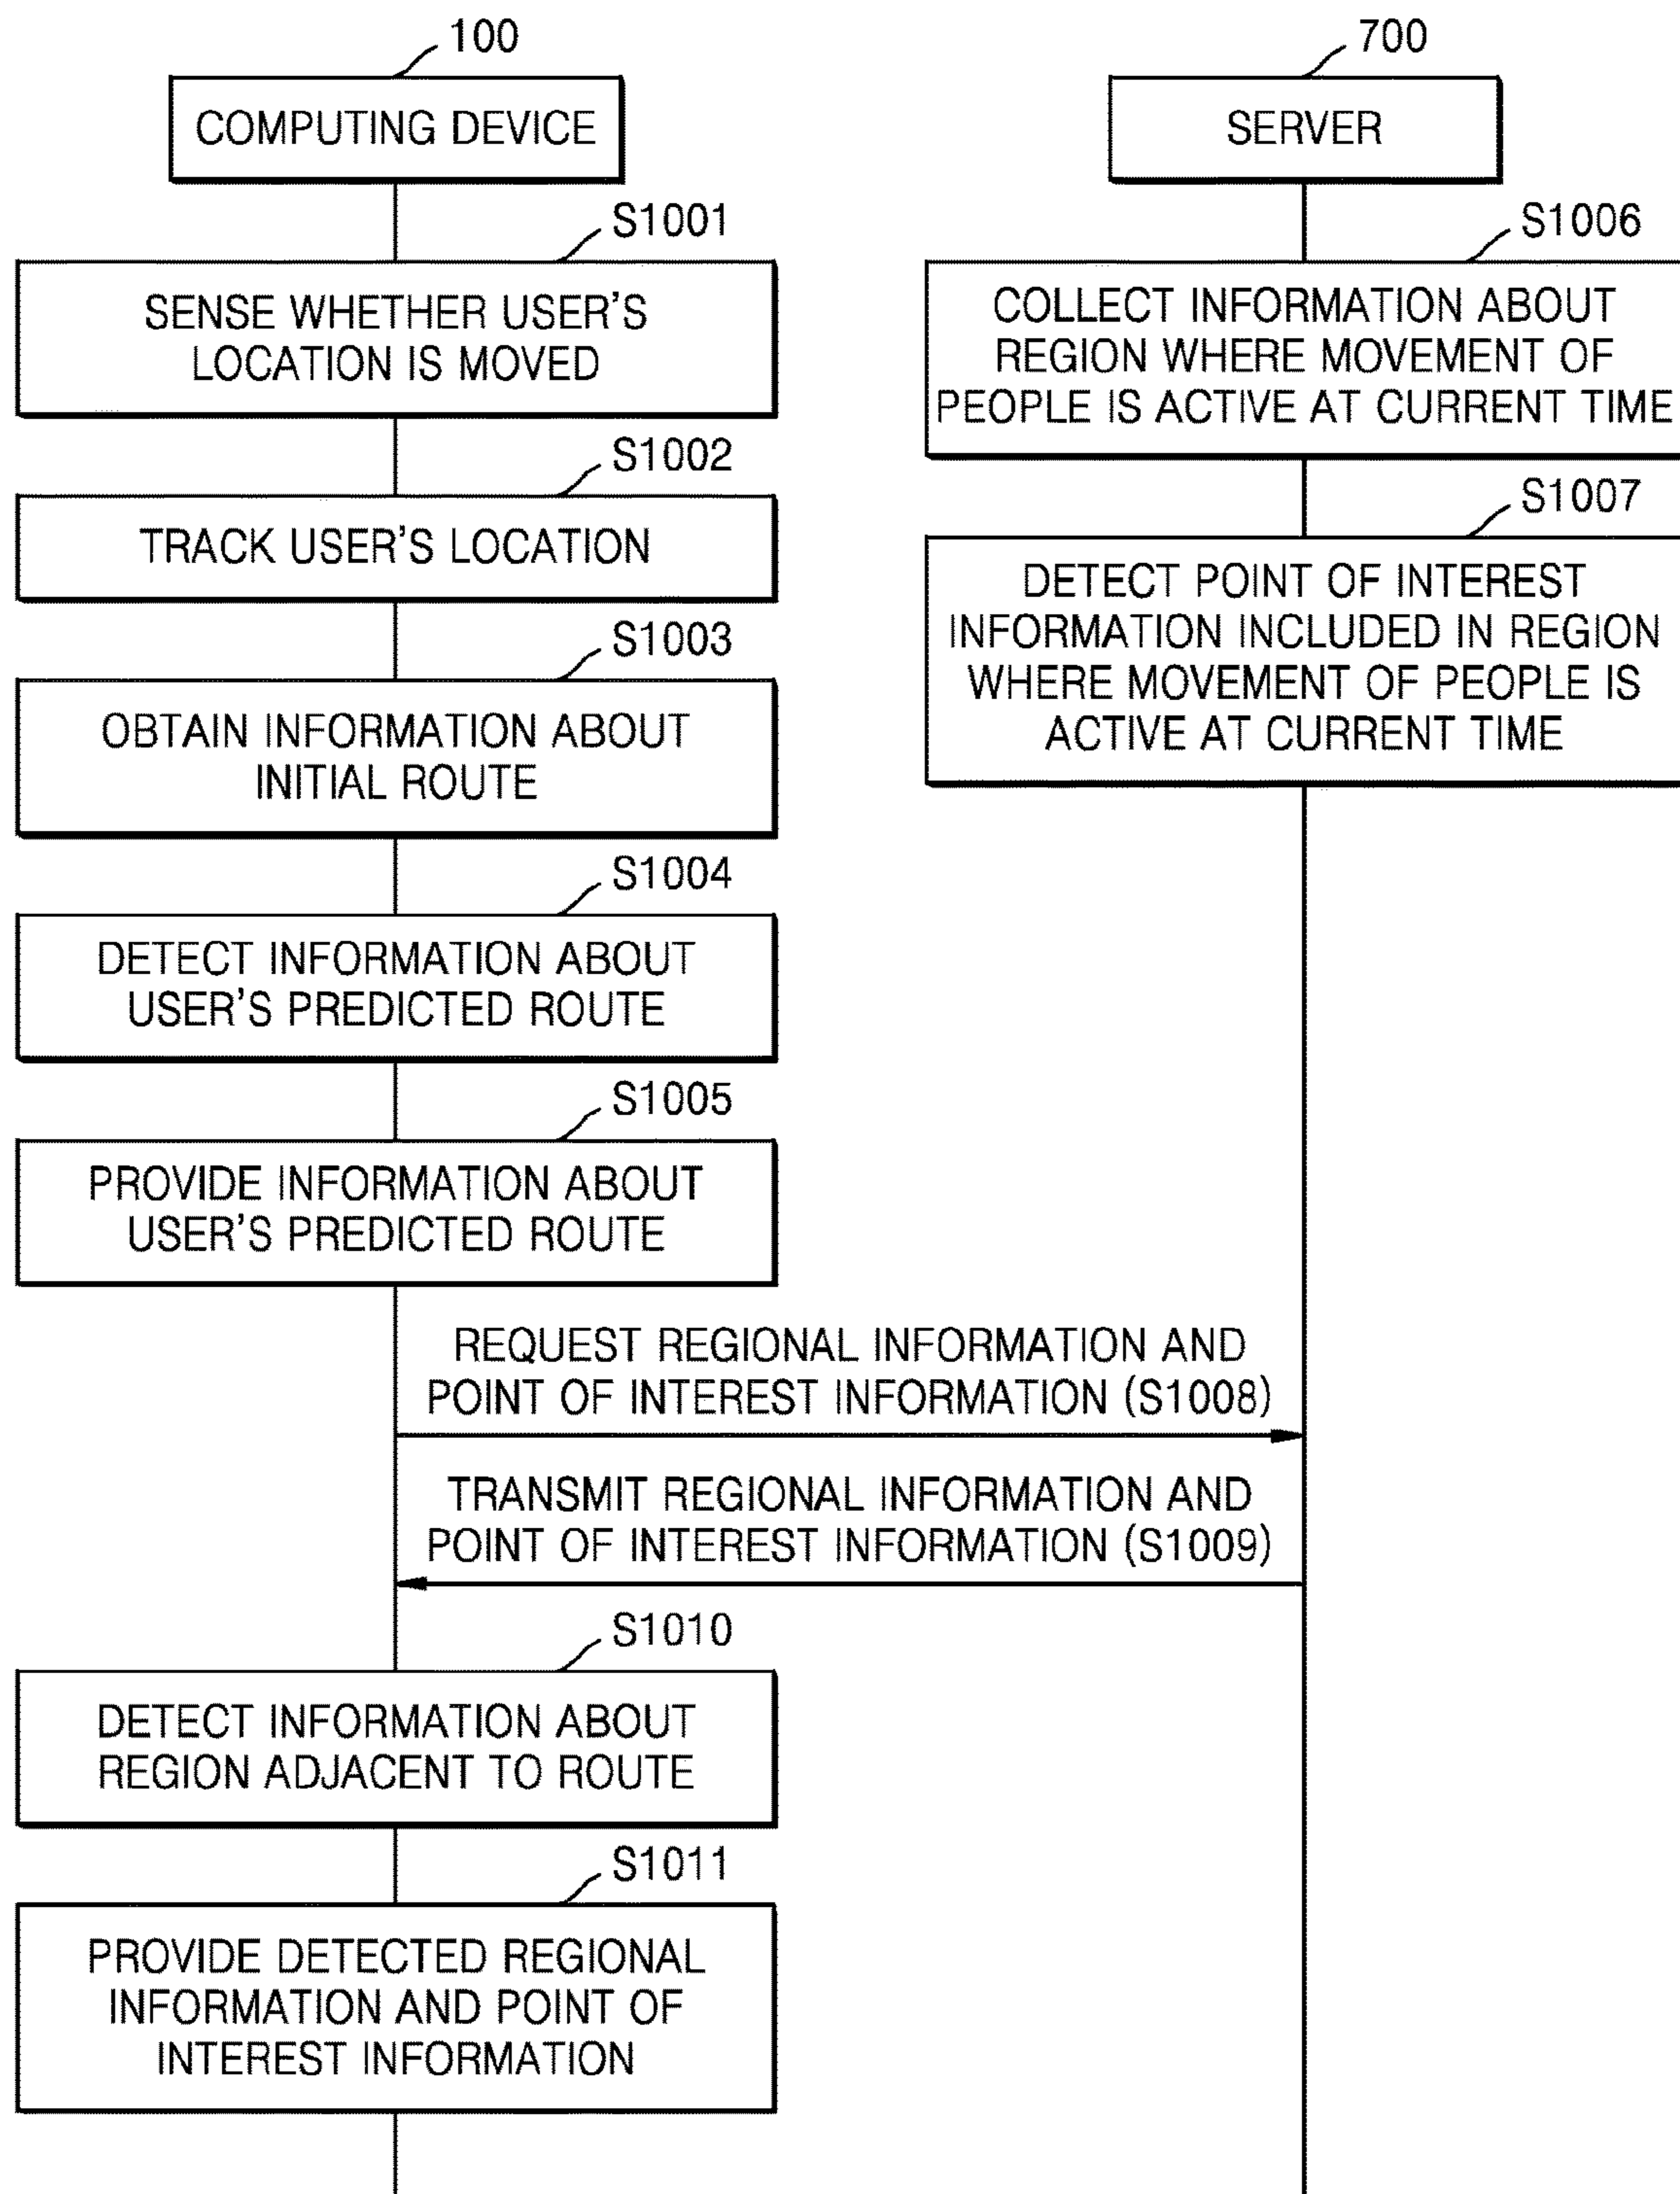 100
COMPUTING DEVICE
700
SERVER
S1001
SENSE WHETHER USER'S
LOCATION IS MOVED
S1002
TRACK USER'S LOCATION
S1003
OBTAIN INFORMATION ABOUT
INITIAL ROUTE
S1004
DETECT INFORMATION ABOUT
USER'S PREDICTED ROUTE
S1005
PROVIDE INFORMATION ABOUT
USER'S PREDICTED ROUTE
S1006
COLLECT INFORMATION ABOUT
REGION WHERE MOVEMENT OF
PEOPLE IS ACTIVE AT CURRENT TIME
S1007
DETECT POINT OF INTEREST
INFORMATION INCLUDED IN REGION
WHERE MOVEMENT OF PEOPLE IS
ACTIVE AT CURRENT TIME
REQUEST REGIONAL INFORMATION AND
POINT OF INTEREST INFORMATION (S1008)
TRANSMIT REGIONAL INFORMATION AND
POINT OF INTEREST INFORMATION (S1009)
S1010
DETECT INFORMATION ABOUT
REGION ADJACENT TO ROUTE
S1011
PROVIDE DETECTED REGIONAL
INFORMATION AND POINT OF
INTEREST INFORMATION